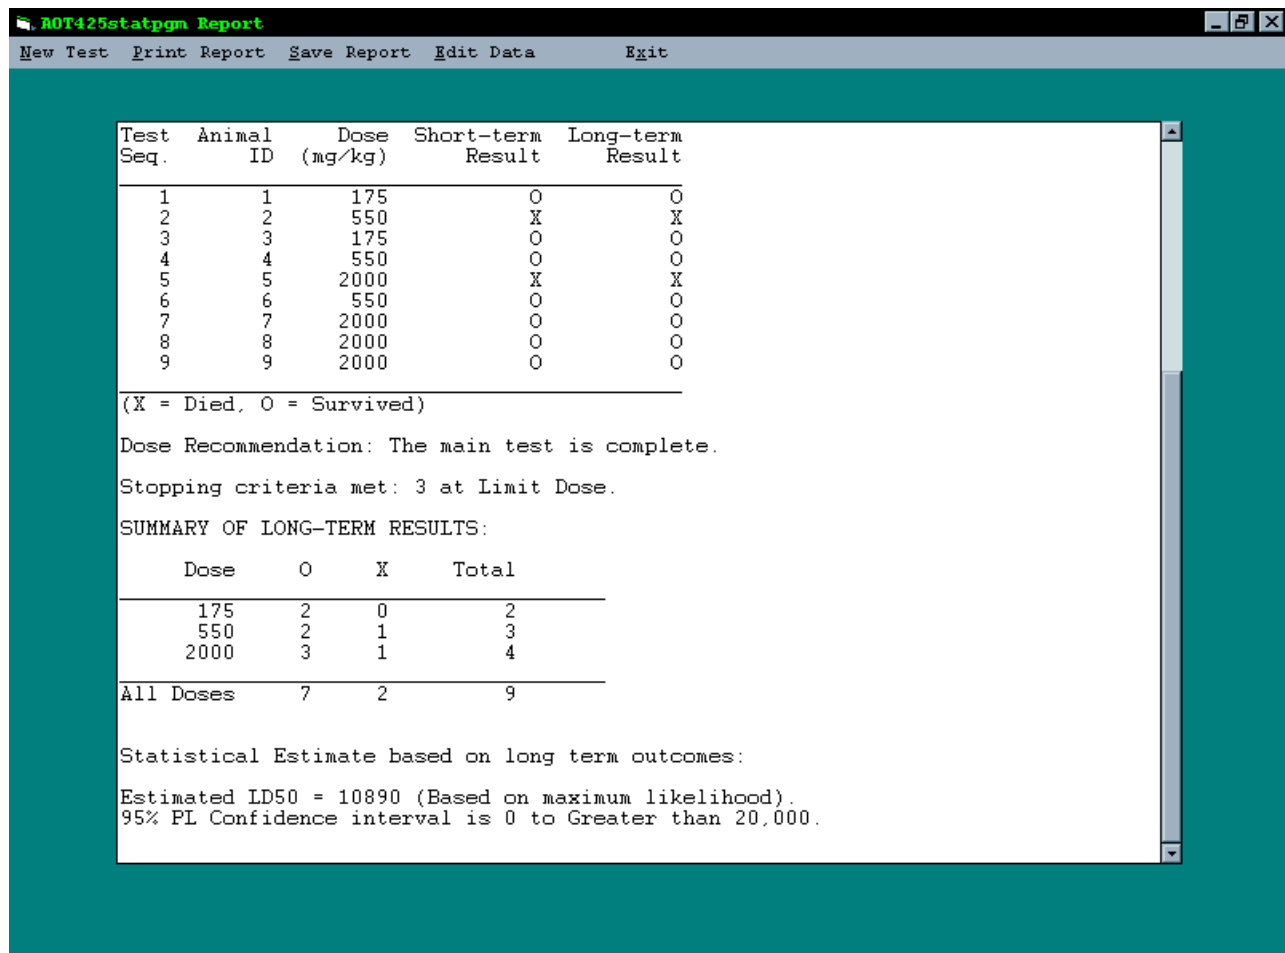 AOT425statpgm Report
New Test Print Report Save Report Edit Data Exit
Test Animal Dose Short-term Long-term
Seq. ID (mg/kg) Result Result
1 1 175 O O
2 2 550 X X
3 3 175 O O
4 4 550 O O
5 5 2000 X X
6 6 550 O O
7 7 2000 O O
8 8 2000 O O
9 9 2000 O O
(X = Died, O = Survived)
Dose Recommendation: The main test is complete.
Stopping criteria met: 3 at Limit Dose.
SUMMARY OF LONG-TERM RESULTS:
Dose O X Total
175 2 0 2
550 2 1 3
2000 3 1 4
All Doses 7 2 9
Statistical Estimate based on long term outcomes:
Estimated LD50 = 10890 (Based on maximum likelihood).
95% PL Confidence interval is 0 to Greater than 20,000.